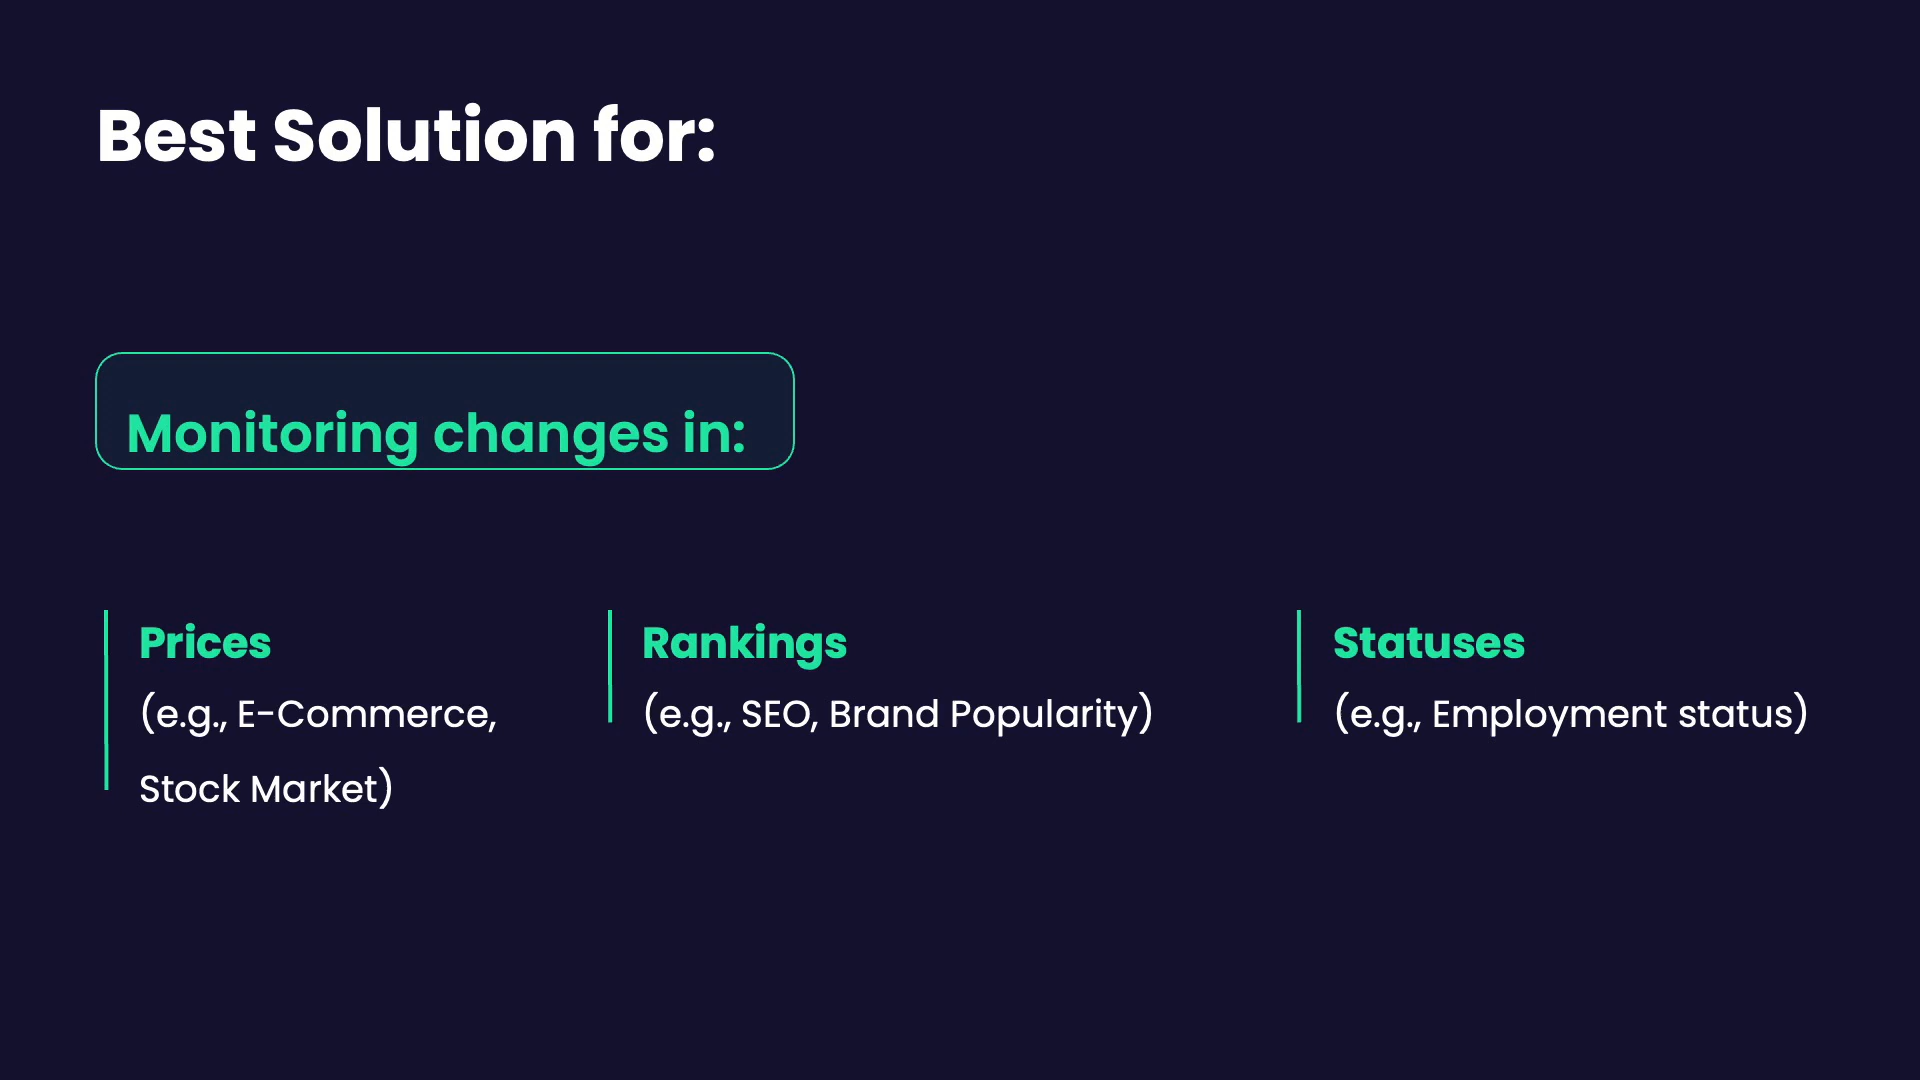 Best Solution for:
Monitoring changes in:
Prices
(e.g., E-Commerce,
Stock Market)
Rankings
(e.g., SEO, Brand Popularity)
Statuses
(e.g., Employment status)